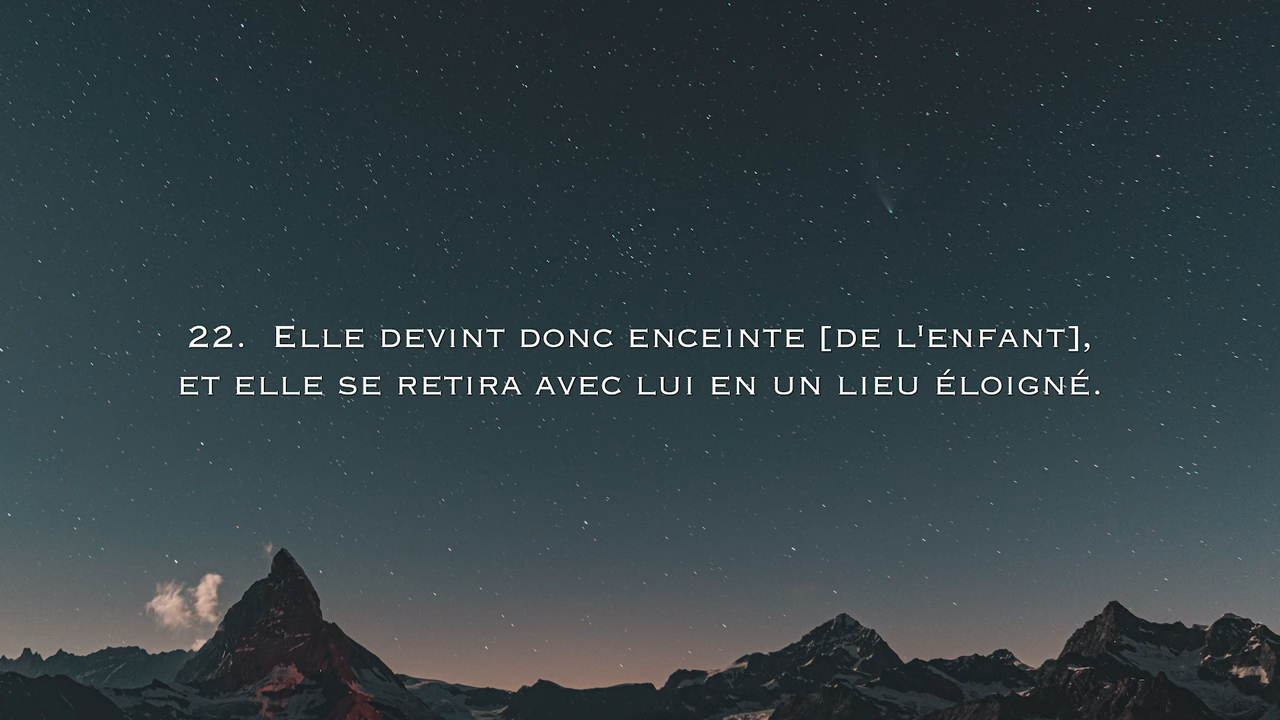 22. Elle devint donc enceinte [de l'enfant],
et elle se retira avec lui en un lieu éloigné.